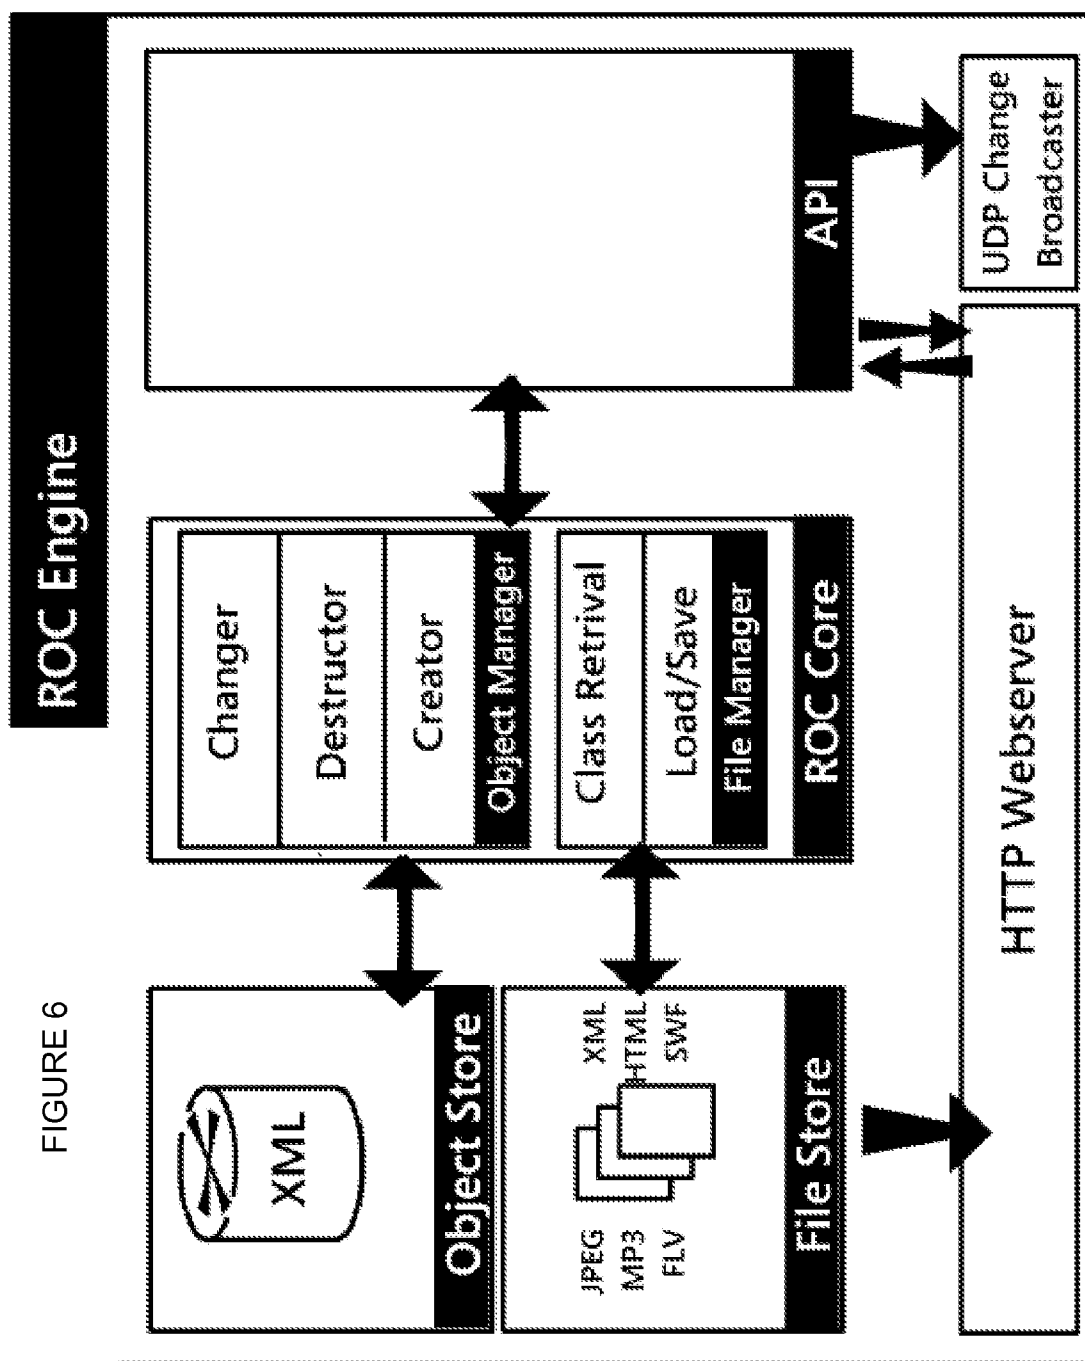 FIGURE 6
ROC Engine
XML
Object Store
JPEG
MP3
FLV
XML
HTML
SWF
File Store
Changer
Destructor
Creator
Object Manager
Class Retrival
Load/Save
File Manager
ROC Core
API
HTTP Webserver
UDP Change
Broadcaster